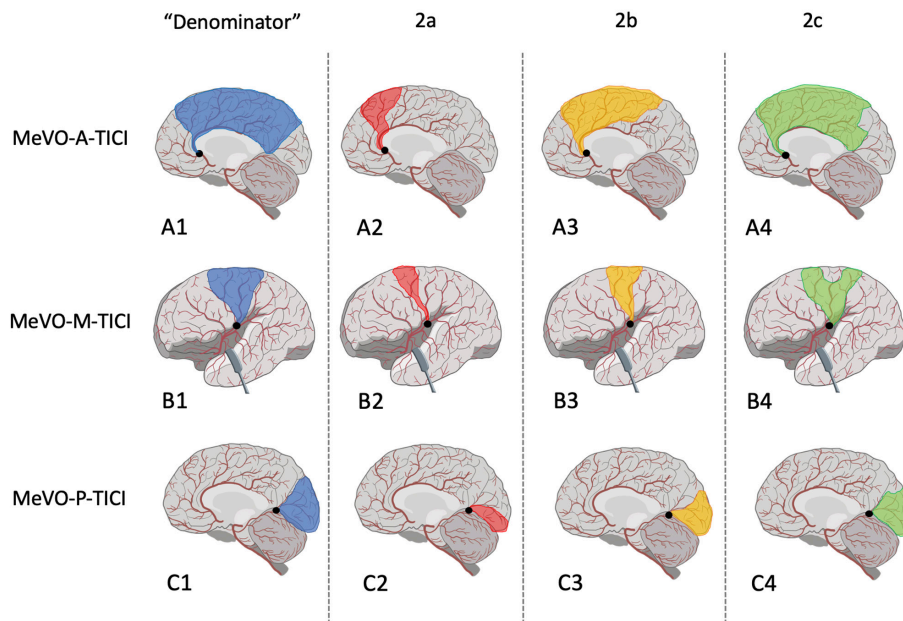 “Denominator” 2a 2b 2c
MeVO-A-TICI
A1 A2 A3 A4
MeVO-M-TICI
B1 B2 B3 B4
MeVO-P-TICI
C1 C2 C3 C4